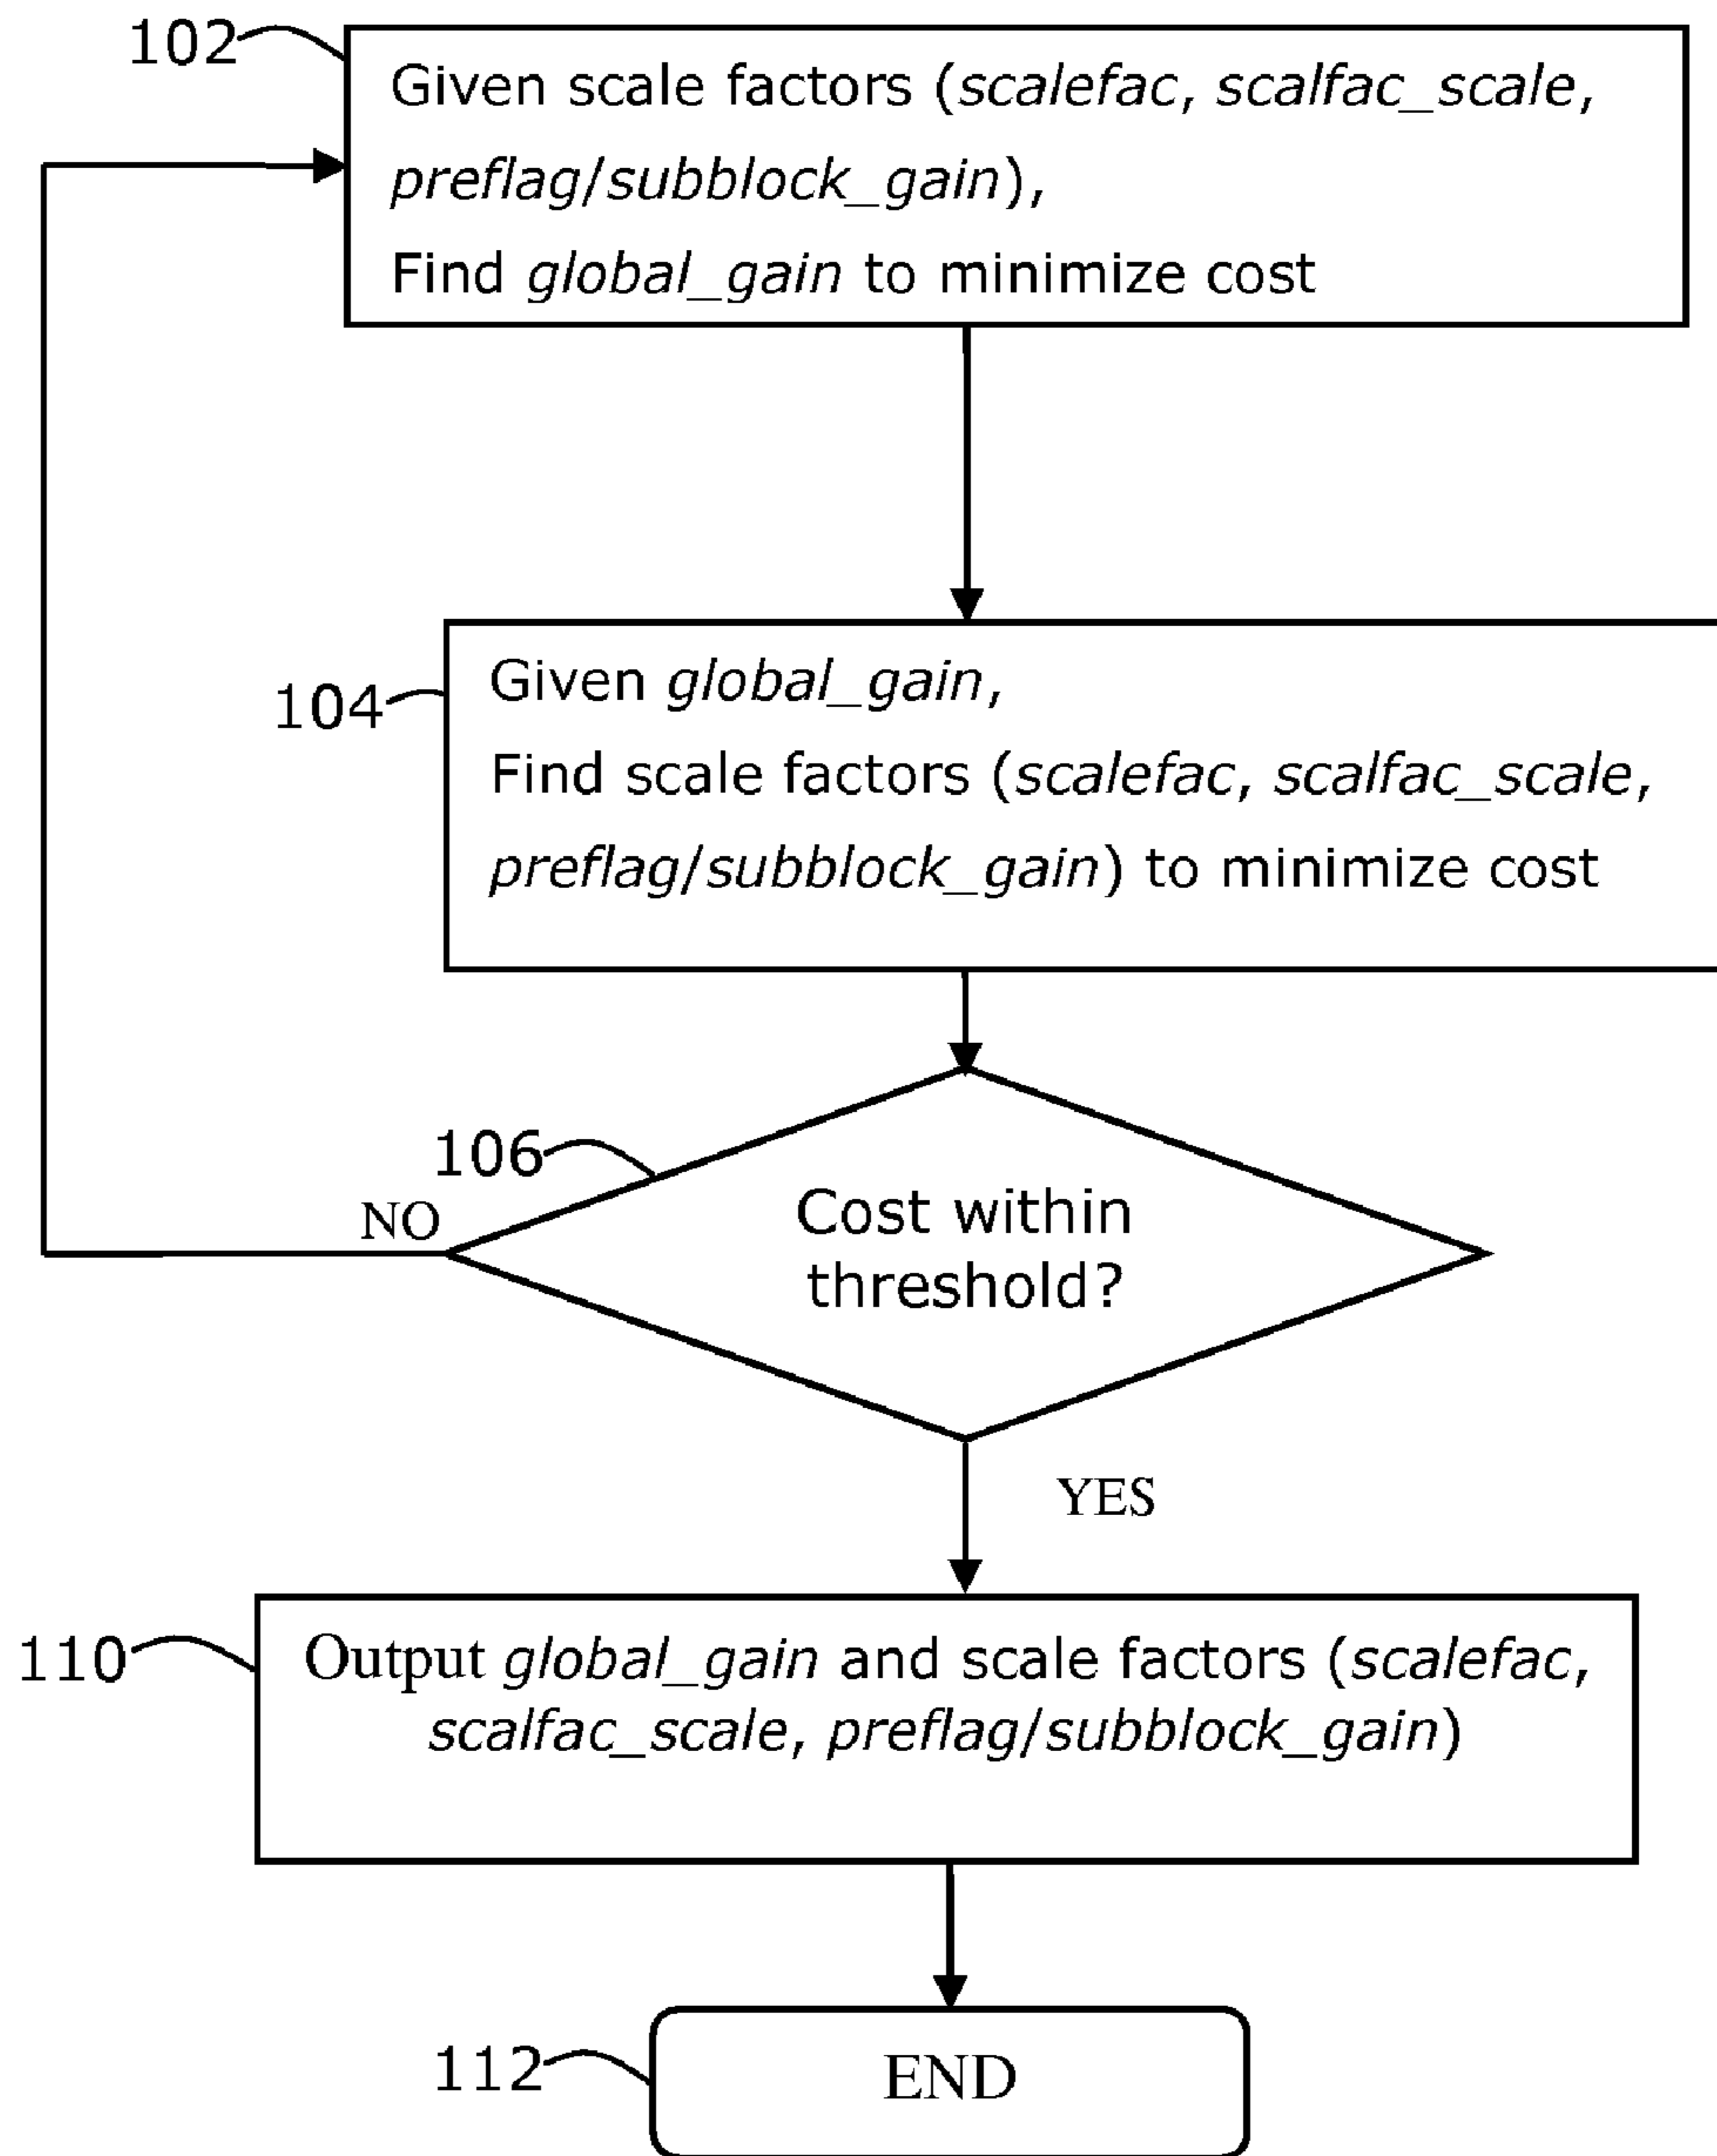 102
Given scale factors (scalefac, scalfac_scale,
preflag/subblock_gain),
Find global_gain to minimize cost
104
Given global_gain,
Find scale factors (scalefac, scalfac_scale,
preflag/subblock_gain) to minimize cost
106
NO
Cost within
threshold?
YES
110
Output global_gain and scale factors (scalefac,
scalfac_scale, preflag/subblock_gain)
112
END